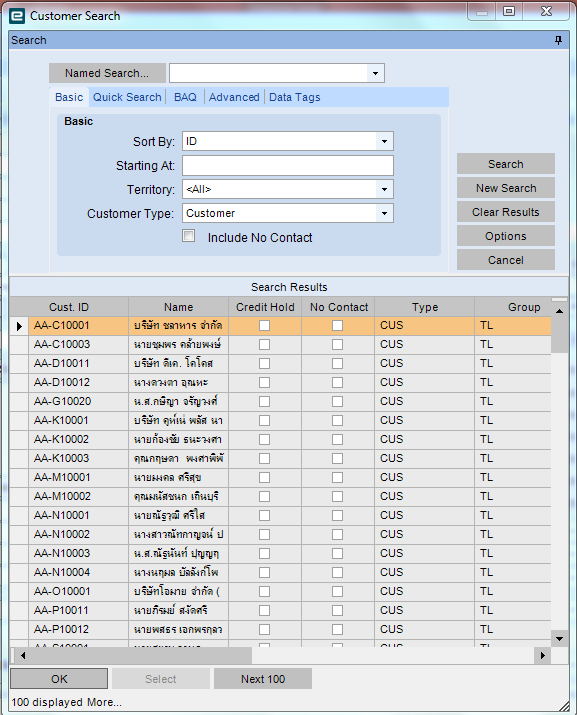 Customer Search
Search
Named Search...
Basic Quick Search BAQ Advanced Data Tags
Basic
Sort By: ID
Starting At:
Territory: <All>
Customer Type: Customer
Include No Contact
Search
New Search
Clear Results
Options
Cancel
Search Results
Cust. ID Name Credit Hold No Contact Type Group
AA-C10001 บริษัท ชลาหาร จำกัด CUS TL
AA-C10003 นายชุมพร คล้ายพงษ์ CUS TL
AA-D10011 บริษัท ดีเค. โคโคส CUS TL
AA-D10012 นางดวงตา CUS TL
AA-G10020 น.ส.กษิญา จรัญวงศ์ CUS TL
AA-K10001 บริษัท พลัส นา CUS TL
AA-K10002 นายก้องชัย ธนะวงศา CUS TL
AA-K10003 คุณกฤษดา พงศาพิพั CUS TL
AA-M10001 นายมงคล ศรีสุข CUS TL
AA-M10002 คุณมนัสชนก เถินบุรี CUS TL
AA-N10001 นายณัฐวุฒิ ศรีใส CUS TL
AA-N10002 นางสาวณัทกาญจน์ ป CUS TL
AA-N10003 น.ส.ณัฐนันท์ CUS TL
AA-N10004 นางนฤมล บัลลังก์โพ CUS TL
AA-O10001 บริษัทโอมาย จำกัด ( CUS TL
AA-P10011 นายภิรมย์ สงัดศรี CUS TL
AA-P10012 นายพสธร เอกพรกุลว CUS TL
OK Select Next 100
100 displayed More...